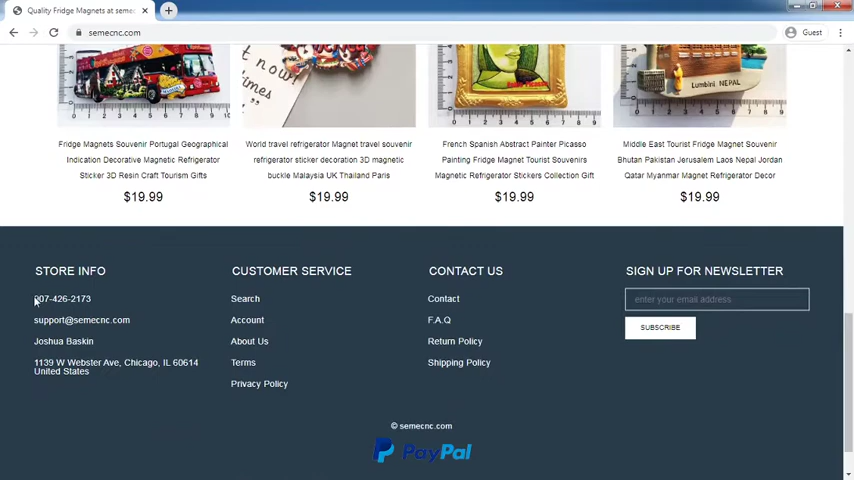 Quality Fridge Magnets at semec
Guest
semecnc.com
now!
imes
Lumbini NEPAL
Fridge Magnets Souvenir Portugal Geographical
Indication Decorative Magnetic Refrigerator
Sticker 3D Resin Craft Tourism Gifts
$19.99
World travel refrigerator Magnet travel souvenir
refrigerator sticker decoration 3D magnetic
buckle Malaysia UK Thailand Paris
$19.99
French Spanish Abstract Painter Picasso
Painting Fridge Magnet Tourist Souvenirs
Magnetic Refrigerator Stickers Collection Gift
$19.99
Middle East Tourist Fridge Magnet Souvenir
Bhutan Pakistan Jerusalem Laos Nepal Jordan
Qatar Myanmar Magnet Refrigerator Decor
$19.99
STORE INFO
207-426-2173
support@semecnc.com
Joshua Baskin
1139 W Webster Ave, Chicago, IL 60614
United States
CUSTOMER SERVICE
Search
Account
About Us
Terms
Privacy Policy
CONTACT US
Contact
F.A.Q
Return Policy
Shipping Policy
SIGN UP FOR NEWSLETTER
enter your email address
SUBSCRIBE
© semecnc.com
PayPal